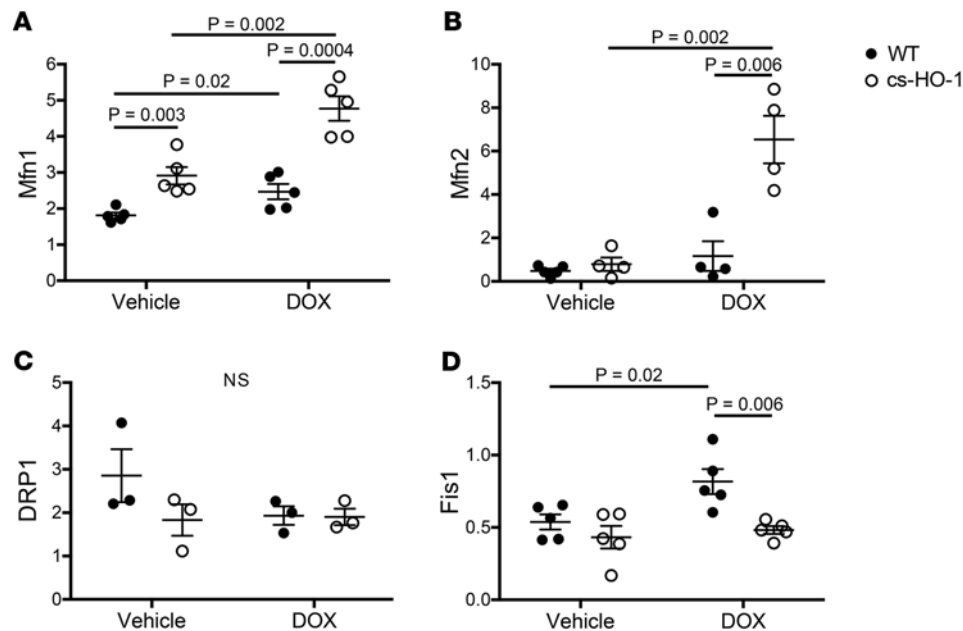 A
P = 0.002
P = 0.02
P = 0.0004
P = 0.003
Mfn1
6
5
4
3
2
1
0
Vehicle
DOX
B
P = 0.002
P = 0.006
Mfn2
10
8
6
4
2
0
Vehicle
DOX
WT
cs-HO-1
C
NS
DRP1
5
4
3
2
1
0
Vehicle
DOX
D
P = 0.02
P = 0.006
Fis1
1.5
1.0
0.5
0.0
Vehicle
DOX